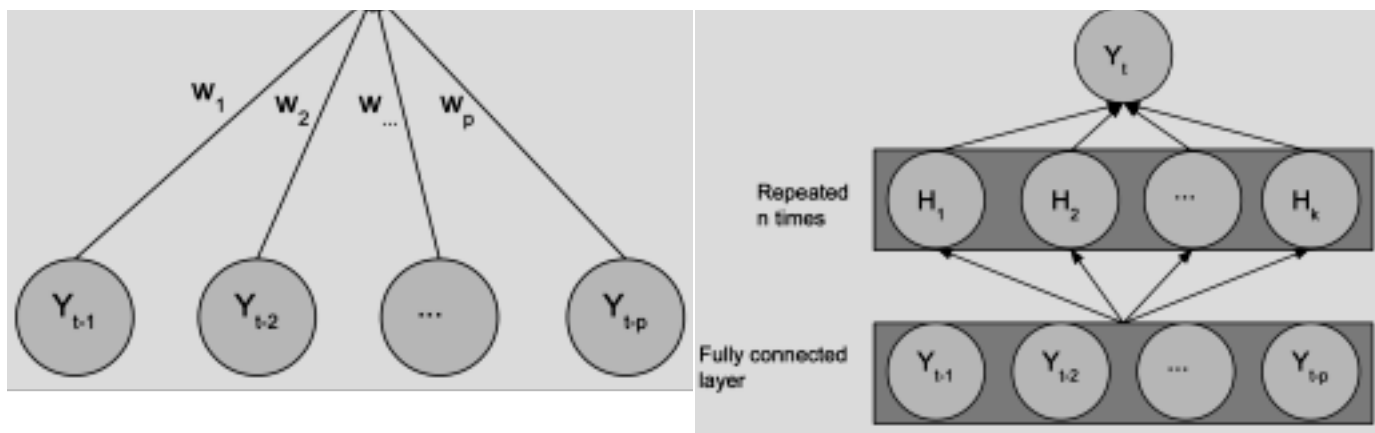 W1
W2
W...
Wp
Yt-1
Yt-2
...
Yt-p
Yt
Repeated
n times
H1
H2
...
Hk
Fully connected
layer
Yt-1
Yt-2
...
Yt-p